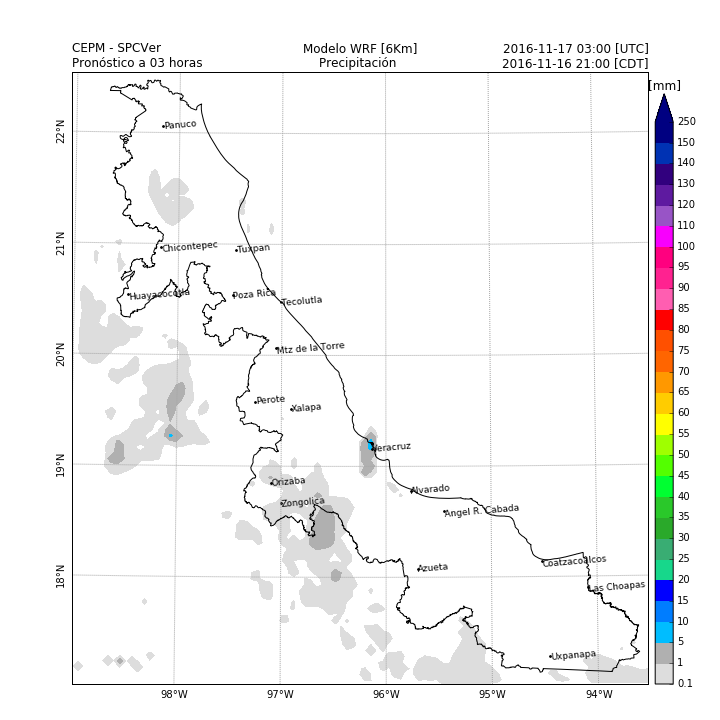 CEPM - SPCVer Modelo WRF [6Km] 2016-11-17 03:00 [UTC]
Pronóstico a 03 horas Precipitación 2016-11-16 21:00 [CDT]
[mm]
250
150
140
130
120
110
100
95
90
85
80
75
70
65
60
55
50
45
40
35
30
25
20
15
10
5
1
0.1
22°N
21°N
20°N
19°N
18°N
Panuco
Chicontepec
Tuxpan
Huayacocotla
Poza Rica
Tecolutla
Mtz de la Torre
Perote
Xalapa
Veracruz
Orizaba
Alvarado
Zongolica
Angel R. Cabada
Coatzacoalcos
Azueta
Las Choapas
Uxpanapa
98°W 97°W 96°W 95°W 94°W